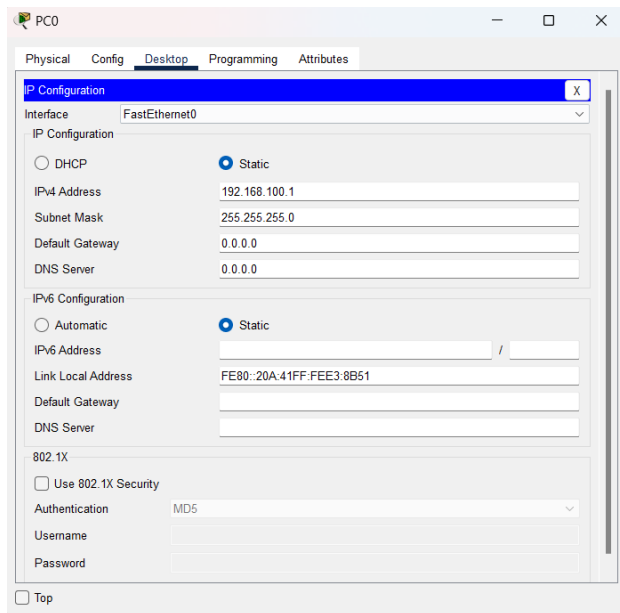 PC0
Physical Config Desktop Programming Attributes
IP Configuration X
Interface FastEthernet0
IP Configuration
DHCP Static
IPv4 Address 192.168.100.1
Subnet Mask 255.255.255.0
Default Gateway 0.0.0.0
DNS Server 0.0.0.0
IPv6 Configuration
Automatic Static
IPv6 Address /
Link Local Address FE80::20A:41FF:FEE3:8B51
Default Gateway
DNS Server
802.1X
Use 802.1X Security
Authentication MD5
Username
Password
Top